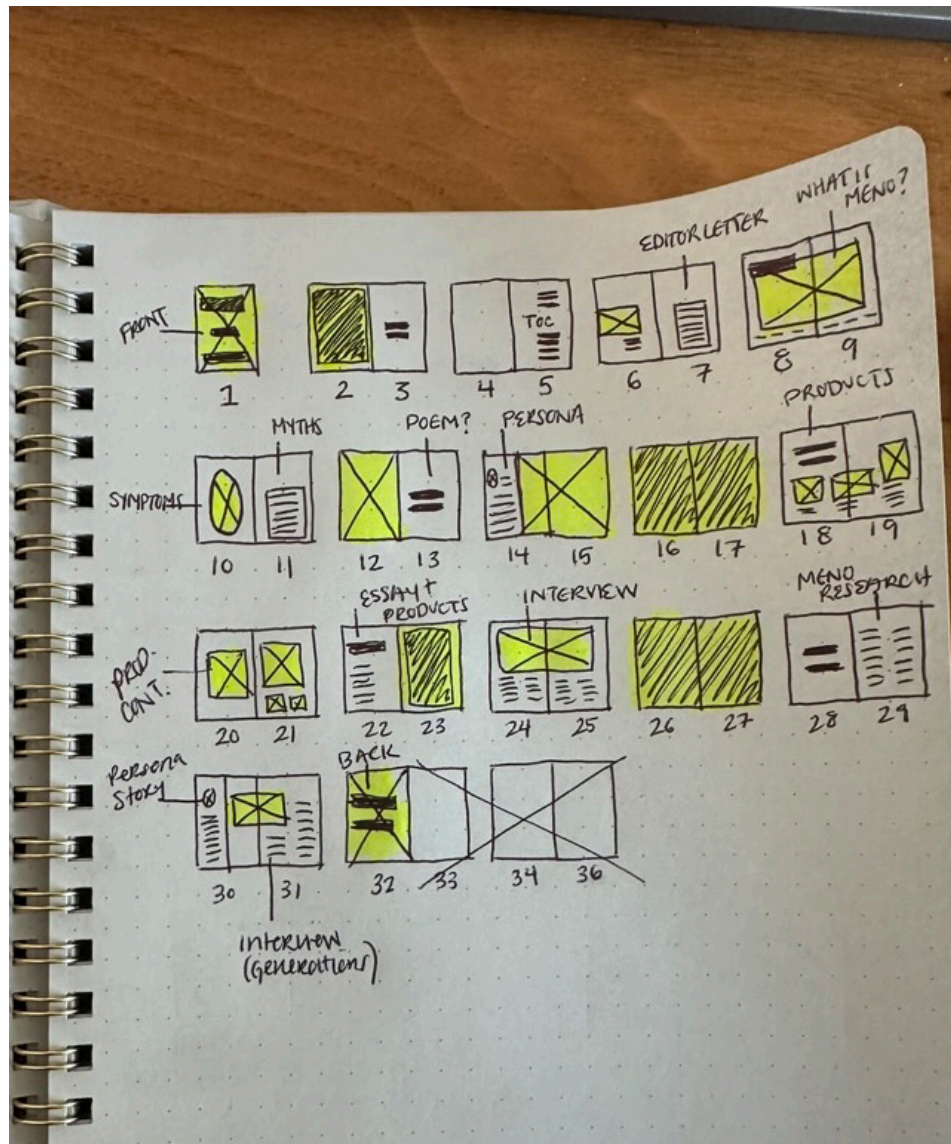 WHAT IS
MENO?
EDITOR LETTER
FRONT
TOC
1
2
3
4
5
6
7
8
9
PRODUCTS
MYTHS
POEM?
PERSONA
SYMPTOMS
10
11
12
13
14
15
16
17
18
19
ESSAY +
PRODUCTS
INTERVIEW
MENO
RESEARCH
PROD.
CONT.
20
21
22
23
24
25
26
27
28
29
Persona
Story
BACK
30
31
32
33
34
36
Interview
(Generations)